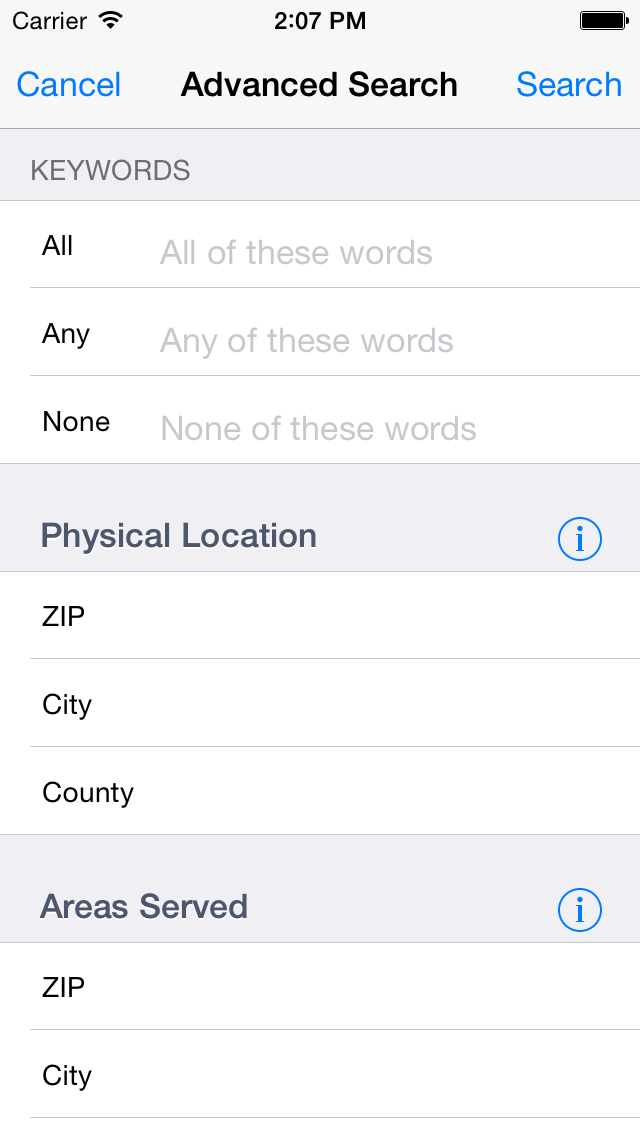 Carrier 2:07 PM
Cancel Advanced Search Search
KEYWORDS
All All of these words
Any Any of these words
None None of these words
Physical Location i
ZIP
City
County
Areas Served i
ZIP
City